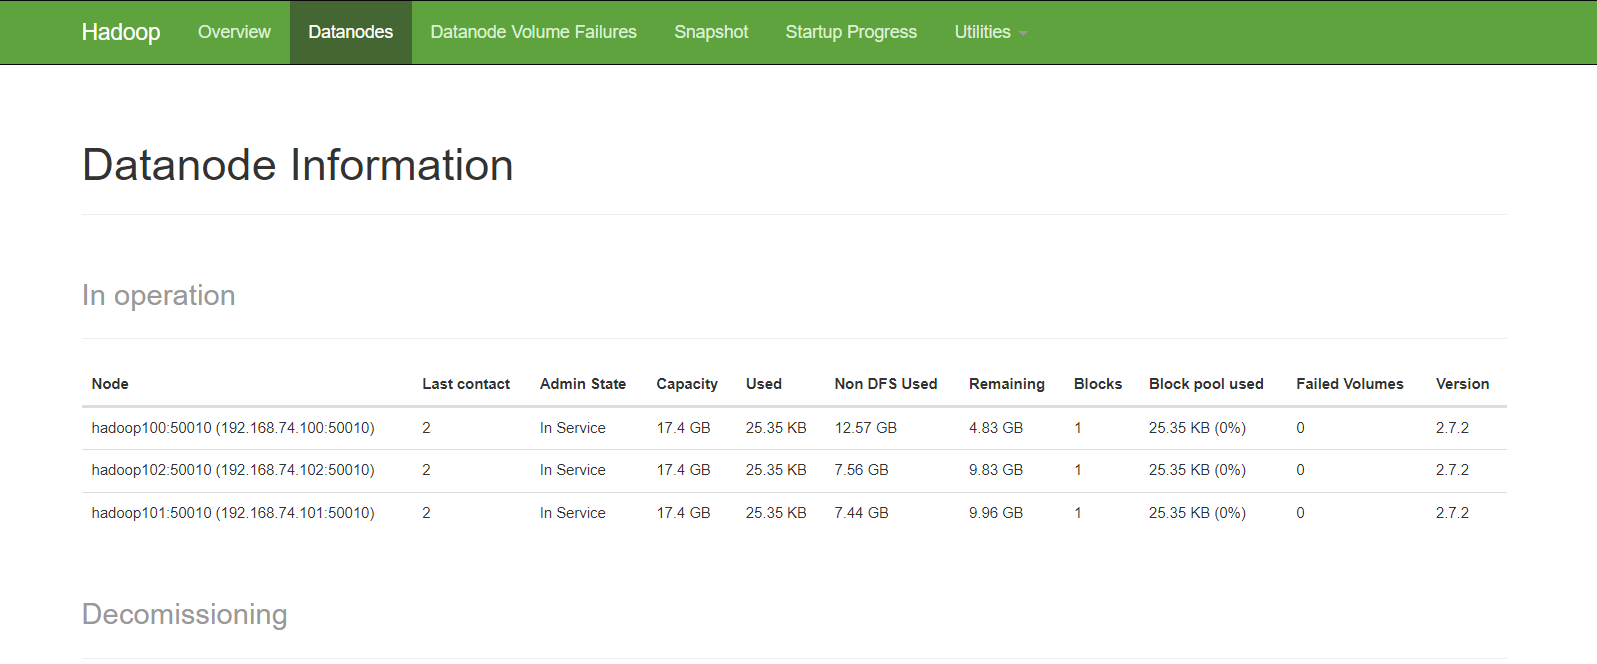 Hadoop Overview Datanodes Datanode Volume Failures Snapshot Startup Progress Utilities
Datanode Information
In operation
Node Last contact Admin State Capacity Used Non DFS Used Remaining Blocks Block pool used Failed Volumes Version
hadoop100:50010 (192.168.74.100:50010) 2 In Service 17.4 GB 25.35 KB 12.57 GB 4.83 GB 1 25.35 KB (0%) 0 2.7.2
hadoop102:50010 (192.168.74.102:50010) 2 In Service 17.4 GB 25.35 KB 7.56 GB 9.83 GB 1 25.35 KB (0%) 0 2.7.2
hadoop101:50010 (192.168.74.101:50010) 2 In Service 17.4 GB 25.35 KB 7.44 GB 9.96 GB 1 25.35 KB (0%) 0 2.7.2
Decomissioning